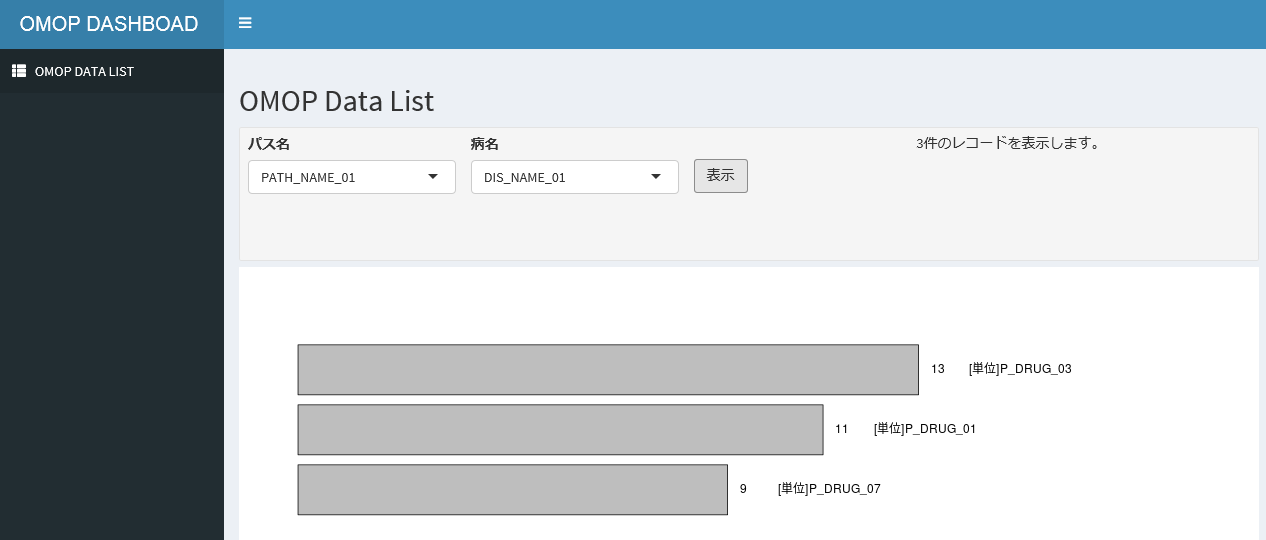 OMOP DASHBOAD
OMOP DATA LIST
OMOP Data List
パス名 病名 3件のレコードを表示します。
PATH_NAME_01 DIS_NAME_01 表示
13 [単位]P_DRUG_03
11 [単位]P_DRUG_01
9 [単位]P_DRUG_07